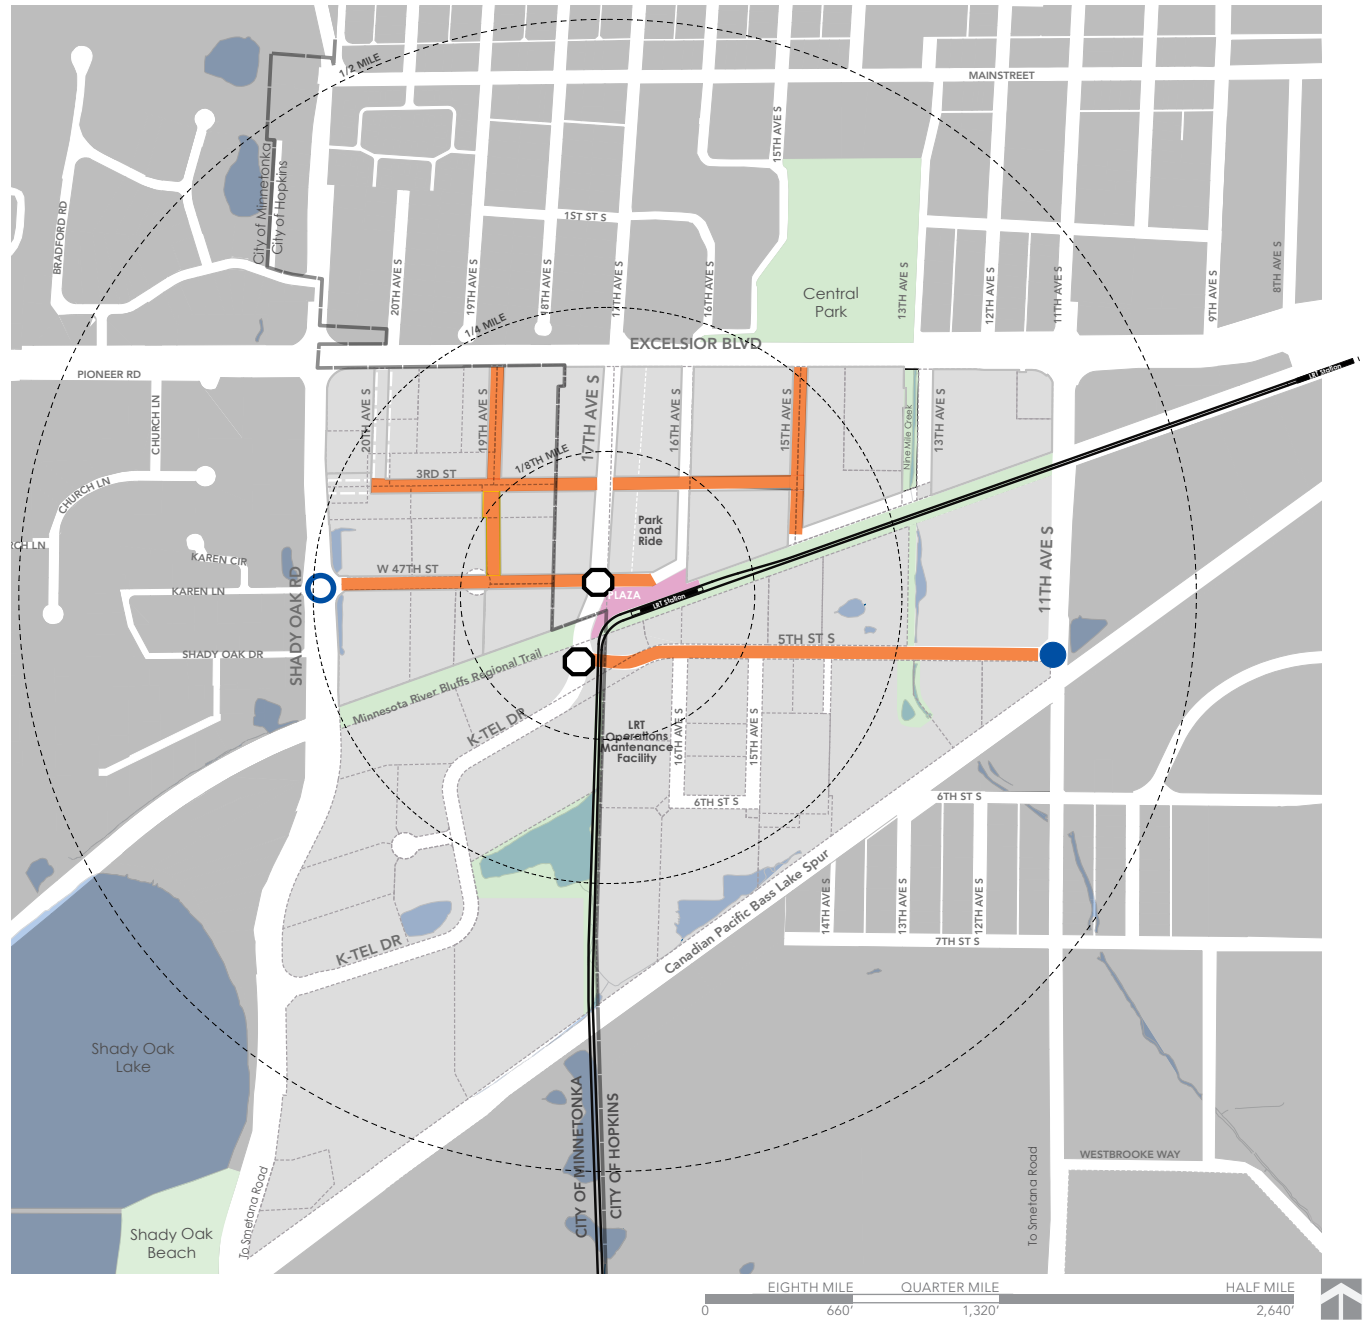 MAINSTREET
1/2 MILE
15TH AVE S
City of Minnetonka
City of Hopkins
BRADFORD RD
1ST ST S
20TH AVE S
19TH AVE S
18TH AVE S
17TH AVE S
16TH AVE S
Central
Park
13TH AVE S
12TH AVE S
11TH AVE S
9TH AVE S
8TH AVE S
1/4 MILE
EXCELSIOR BLVD
PIONEER RD
LRT Station
CHURCH LN
20TH AVE S
19TH AVE S
17TH AVE S
16TH AVE S
15TH AVE S
Nine Mile Creek
13TH AVE S
1/8TH MILE
3RD ST
CHURCH LN
Park
and
Ride
RCH LN
KAREN CIR
KAREN LN
W 47TH ST
PLAZA
LRT Station
11TH AVE S
SHADY OAK RD
SHADY OAK DR
5TH ST S
Minnesota River Bluffs Regional Trail
K-TEL DR
LRT
Operations
Mantenance
Facility
16TH AVE S
15TH AVE S
6TH ST S
6TH ST S
Canadian Pacific Bass Lake Spur
14TH AVE S
13TH AVE S
12TH AVE S
7TH ST S
K-TEL DR
Shady Oak
Lake
CITY OF MINNETONKA
CITY OF HOPKINS
WESTBROOKE WAY
To Smetana Road
To Smetana Road
Shady Oak
Beach
EIGHTH MILE
QUARTER MILE
HALF MILE
0
660'
1,320'
2,640'